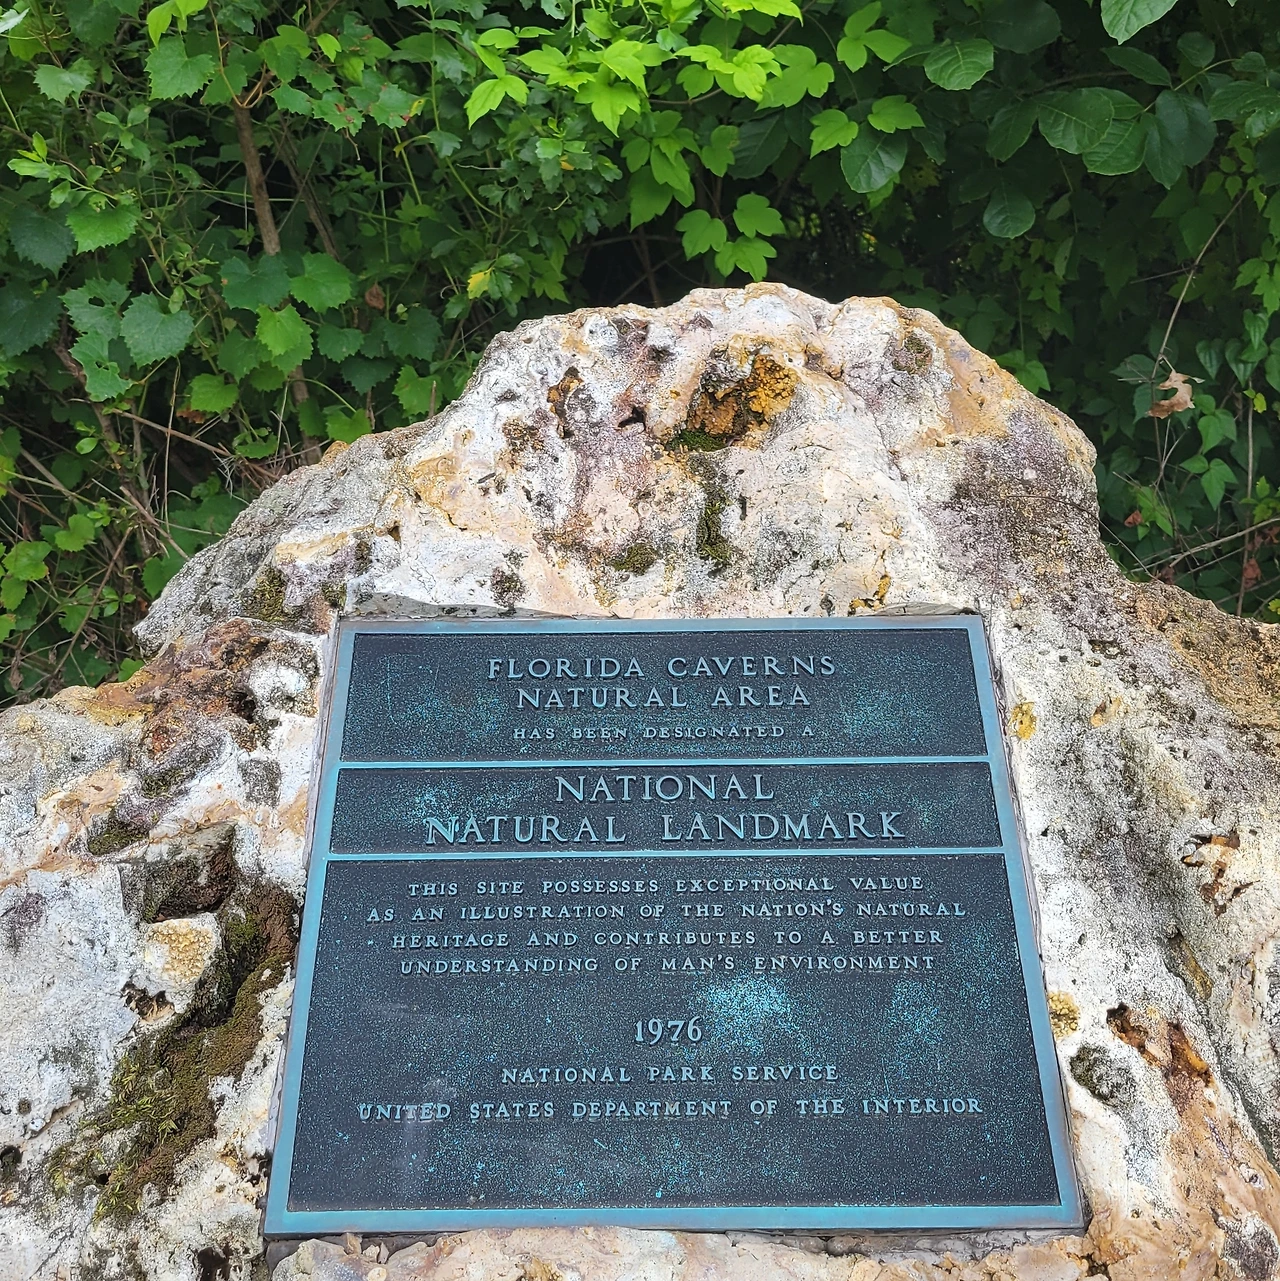 FLORIDA CAVERNS
NATURAL AREA
HAS BEEN DESIGNATED A
NATIONAL
NATURAL LANDMARK
THIS SITE POSSESSES EXCEPTIONAL VALUE
AS AN ILLUSTRATION OF THE NATION'S NATURAL
HERITAGE AND CONTRIBUTES TO A BETTER
UNDERSTANDING OF MAN'S ENVIRONMENT
1976
NATIONAL PARK SERVICE
UNITED STATES DEPARTMENT OF THE INTERIOR